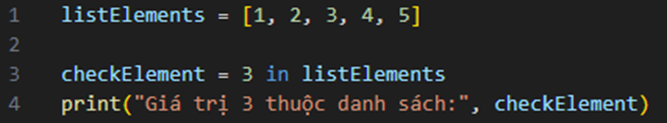 1 listElements = [1, 2, 3, 4, 5]
2
3 checkElement = 3 in listElements
4 print("Giá trị 3 thuộc danh sách:", checkElement)